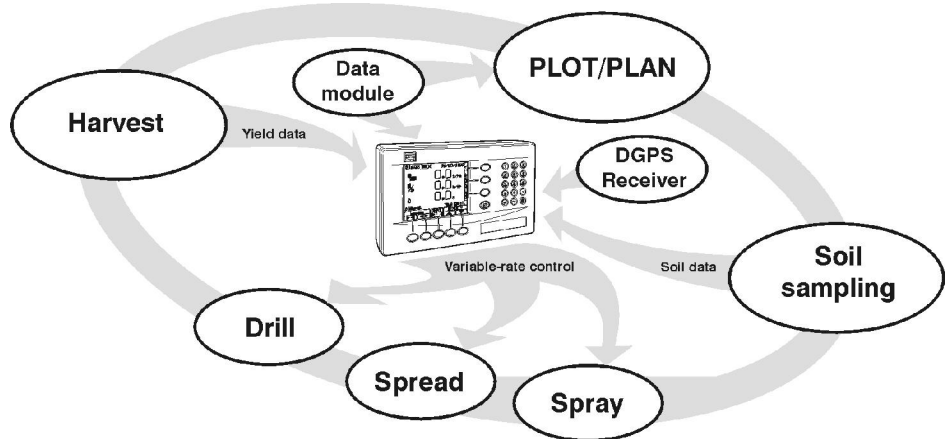 PLOT/PLAN
Data
module
Harvest
Yield data
DGPS
Receiver
Variable-rate control
Soil data
Soil
sampling
Drill
Spread
Spray